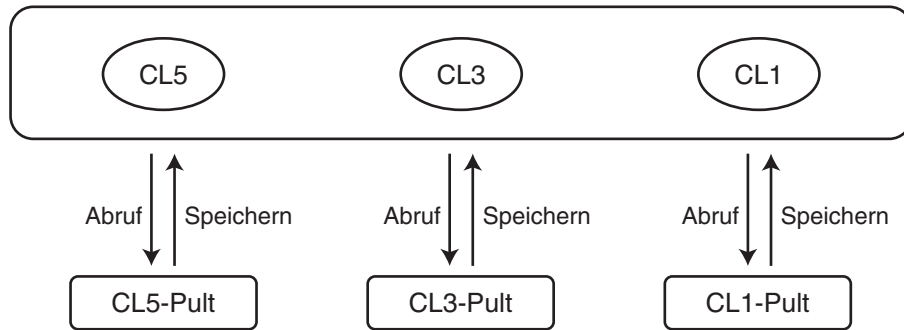 CL5 CL3 CL1
Abruf Speichern Abruf Speichern Abruf Speichern
CL5-Pult CL3-Pult CL1-Pult